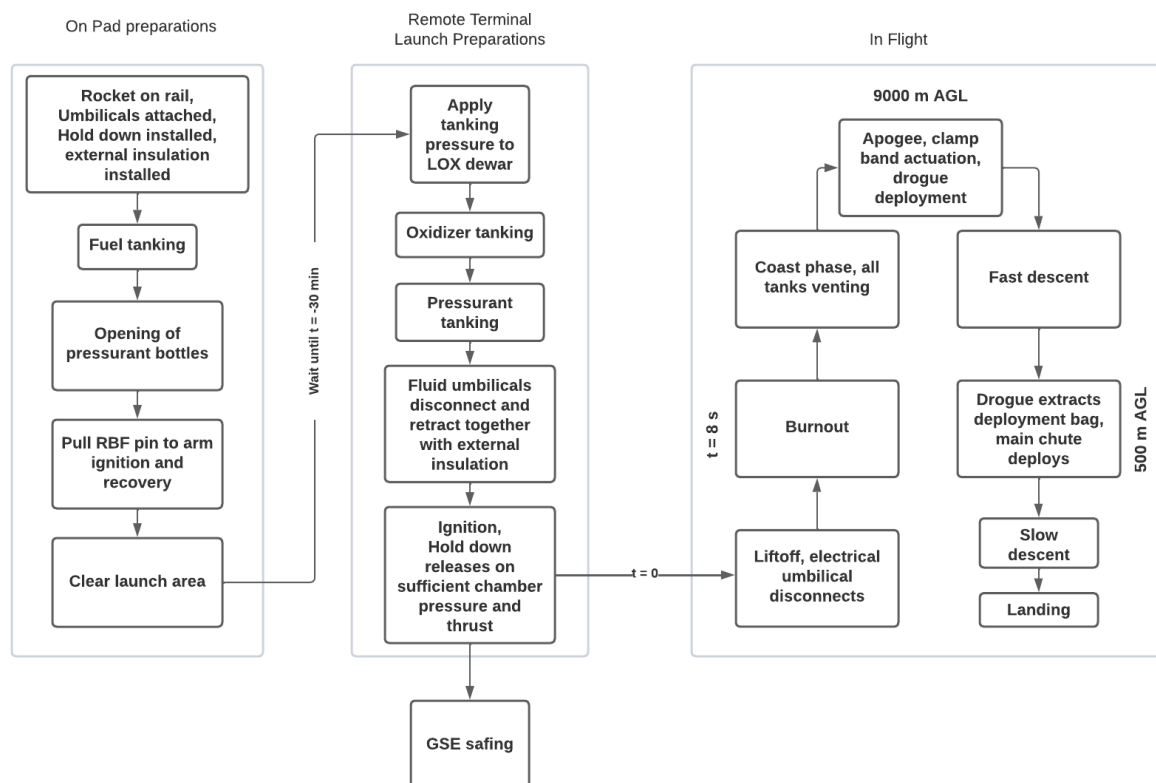 On Pad preparations
Rocket on rail,
Umbilicals attached,
Hold down installed,
external insulation
installed
Fuel tanking
Opening of
pressurant bottles
Pull RBF pin to arm
ignition and
recovery
Clear launch area
Wait until t = -30 min
Remote Terminal
Launch Preparations
Apply
tanking
pressure to
LOX dewar
Oxidizer tanking
Pressurant
tanking
Fluid umbilicals
disconnect and
retract together
with external
insulation
Ignition,
Hold down
releases on
sufficient chamber
pressure and
thrust
GSE safing
t = 0
In Flight
Liftoff, electrical
umbilical
disconnects
t = 8 s
Burnout
Coast phase, all
tanks venting
9000 m AGL
Apogee, clamp
band actuation,
drogue
deployment
Fast descent
Drogue extracts
deployment bag,
main chute
deploys
500 m AGL
Slow
descent
Landing